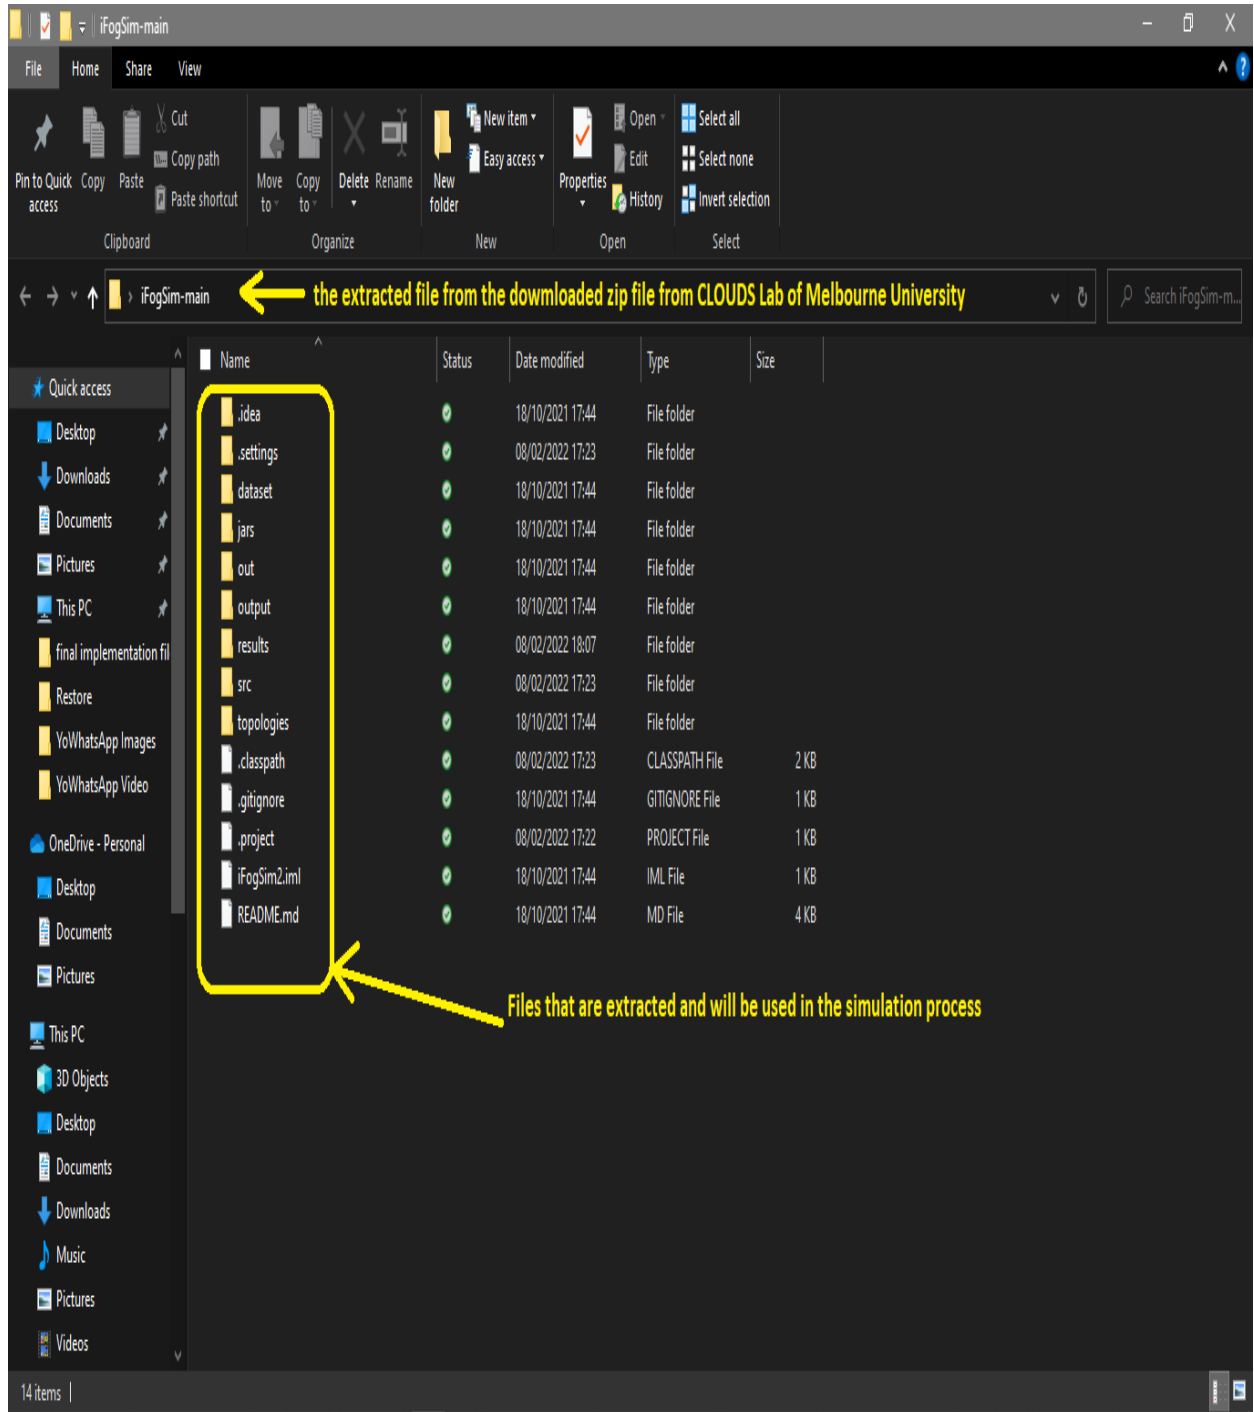 iFogSim-main
File Home Share View
Pin to Quick access
Copy
Paste
Cut
Copy path
Paste shortcut
Move to
Copy to
Delete
Rename
New folder
New item
Easy access
Properties
Open
Edit
History
Select all
Select none
Invert selection
Clipboard Organize New Open Select
iFogSim-main
the extracted file from the dowmloaded zip file from CLOUDS Lab of Melbourne University
Search iFogSim-m...
Name Status Date modified Type Size
.idea 18/10/2021 17:44 File folder
.settings 08/02/2022 17:23 File folder
dataset 18/10/2021 17:44 File folder
jars 18/10/2021 17:44 File folder
out 18/10/2021 17:44 File folder
output 18/10/2021 17:44 File folder
results 08/02/2022 18:07 File folder
src 08/02/2022 17:23 File folder
topologies 18/10/2021 17:44 File folder
.classpath 08/02/2022 17:23 CLASSPATH File 2 KB
.gitignore 18/10/2021 17:44 GITIGNORE File 1 KB
.project 08/02/2022 17:22 PROJECT File 1 KB
iFogSim2.iml 18/10/2021 17:44 IML File 1 KB
README.md 18/10/2021 17:44 MD File 4 KB
Files that are extracted and will be used in the simulation process
Quick access
Desktop
Downloads
Documents
Pictures
This PC
final implementation fil
Restore
YoWhatsApp Images
YoWhatsApp Video
OneDrive - Personal
Desktop
Documents
Pictures
This PC
3D Objects
Desktop
Documents
Downloads
Music
Pictures
Videos
14 items